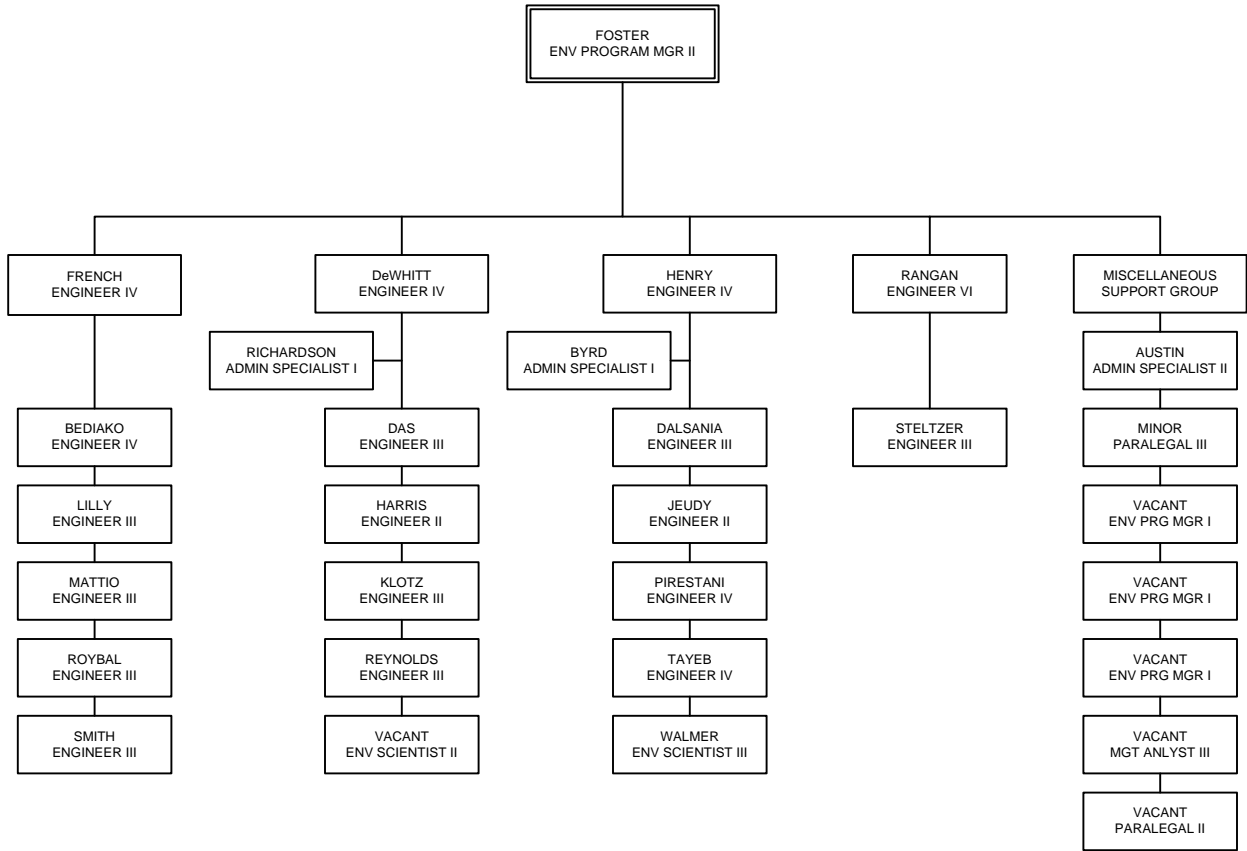 FOSTER
ENV PROGRAM MGR II
FRENCH
ENGINEER IV
DeWHITT
ENGINEER IV
HENRY
ENGINEER IV
RANGAN
ENGINEER VI
MISCELLANEOUS
SUPPORT GROUP
RICHARDSON
ADMIN SPECIALIST I
BYRD
ADMIN SPECIALIST I
AUSTIN
ADMIN SPECIALIST II
BEDIAKO
ENGINEER IV
DAS
ENGINEER III
DALSANIA
ENGINEER III
STELTZER
ENGINEER III
MINOR
PARALEGAL III
LILLY
ENGINEER III
HARRIS
ENGINEER II
JEUDY
ENGINEER II
VACANT
ENV PRG MGR I
MATTIO
ENGINEER III
KLOTZ
ENGINEER III
PIRESTANI
ENGINEER IV
VACANT
ENV PRG MGR I
ROYBAL
ENGINEER III
REYNOLDS
ENGINEER III
TAYEB
ENGINEER IV
VACANT
ENV PRG MGR I
SMITH
ENGINEER III
VACANT
ENV SCIENTIST II
WALMER
ENV SCIENTIST III
VACANT
MGT ANLYST III
VACANT
PARALEGAL II